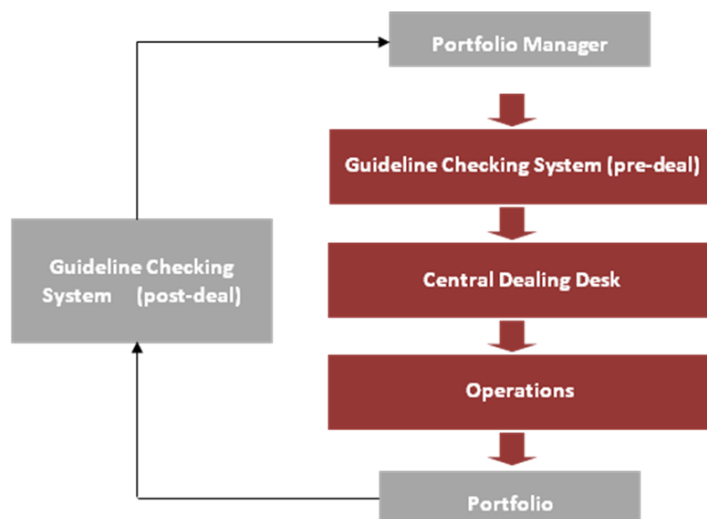 Portfolio Manager
Guideline Checking System (pre-deal)
Guideline Checking
System (post-deal)
Central Dealing Desk
Operations
Portfolio